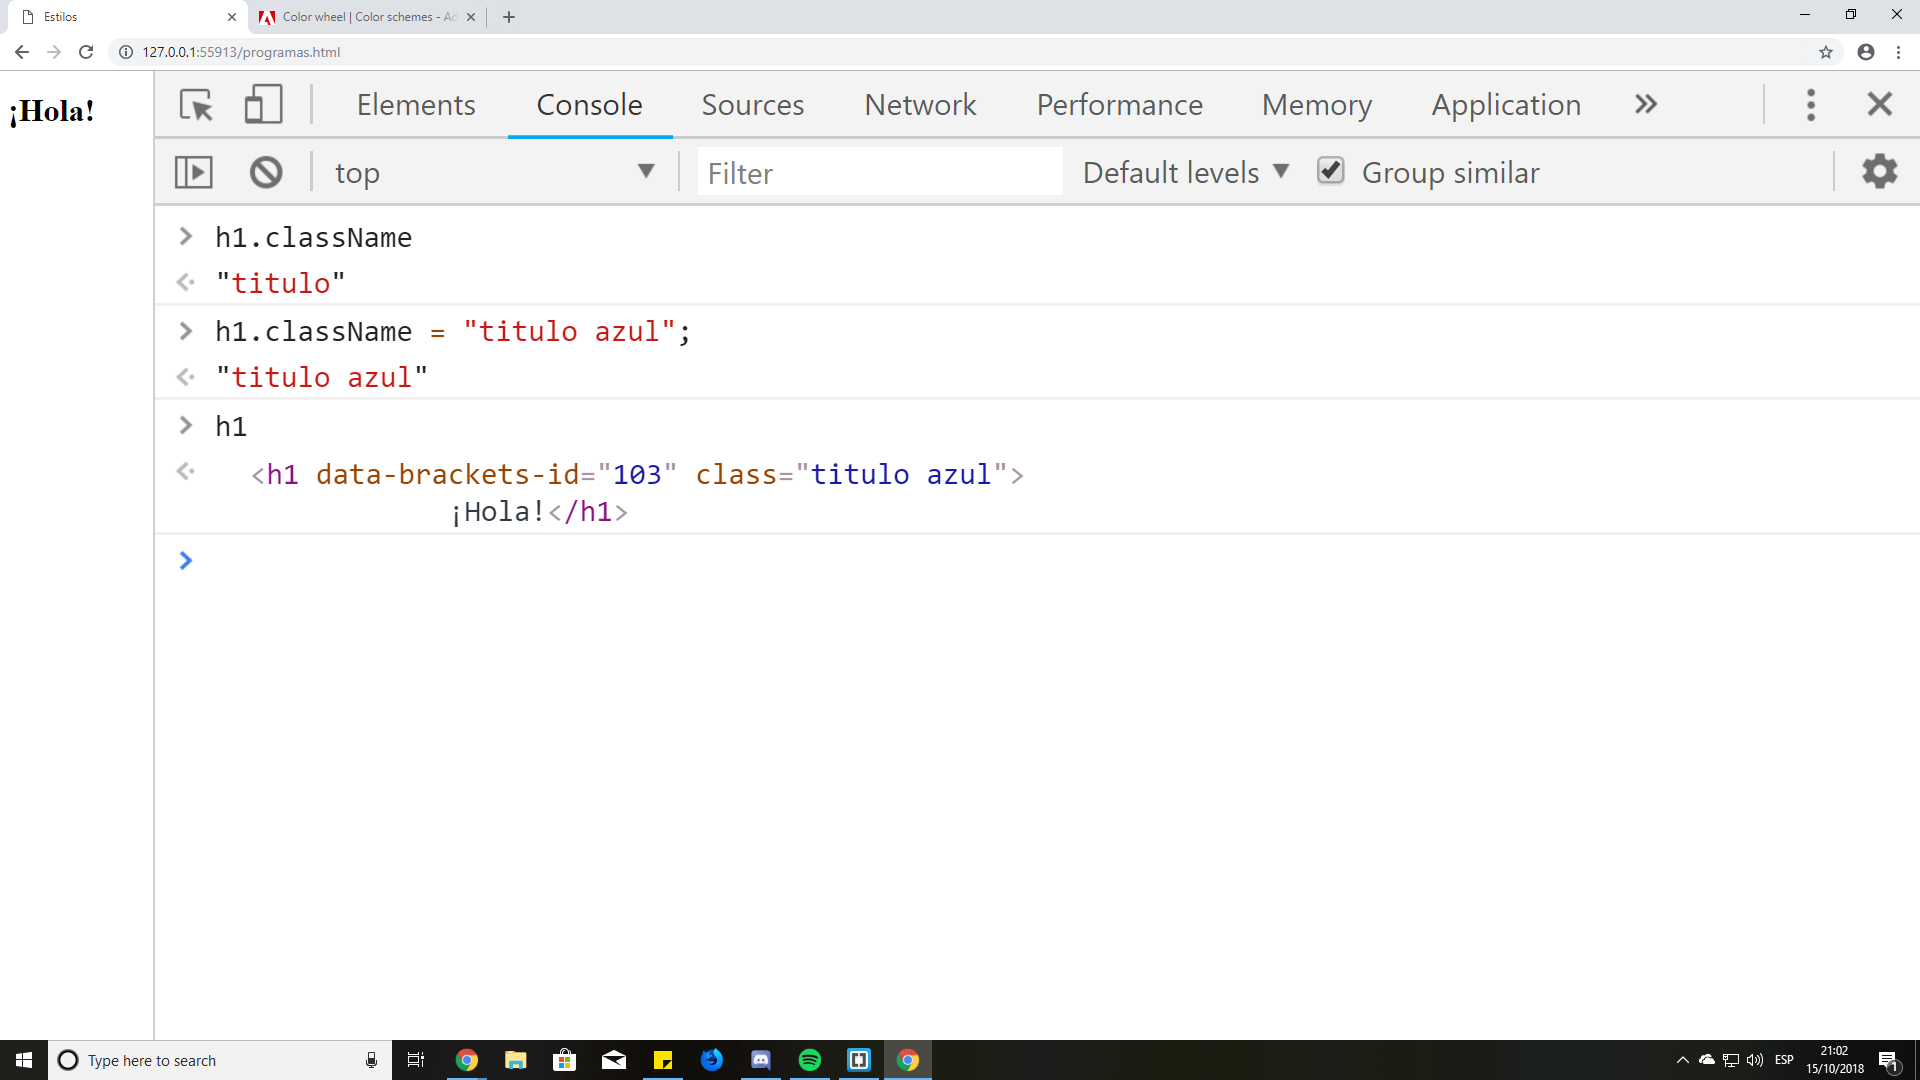 Estilos
Color wheel | Color schemes - Ad
127.0.0.1:55913/programas.html
¡Hola!
Elements Console Sources Network Performance Memory Application
top Filter Default levels Group similar
h1.className
"titulo"
h1.className = "titulo azul";
"titulo azul"
h1
<h1 data-brackets-id="103" class="titulo azul">
¡Hola!</h1>
Type here to search
ESP
21:02
15/10/2018
1